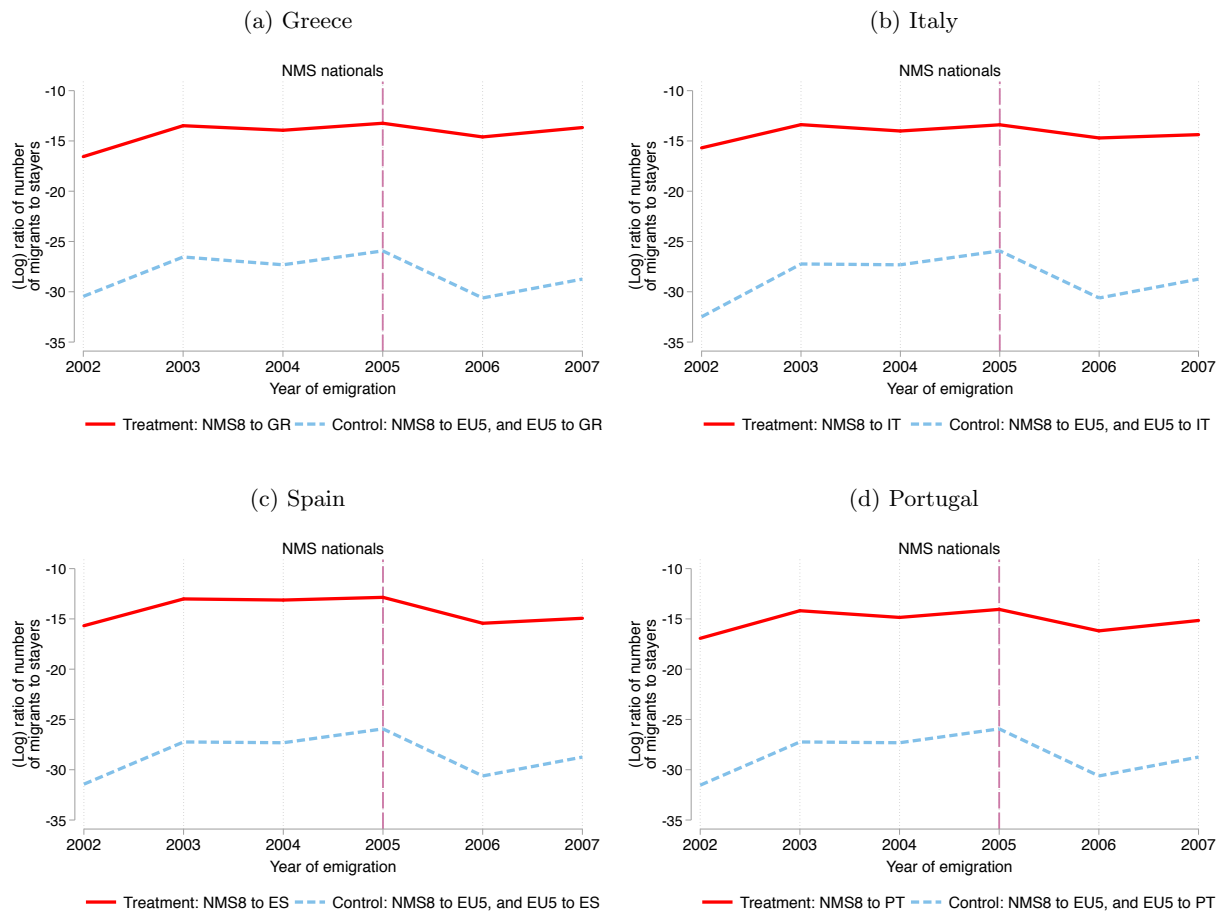 (a) Greece
NMS nationals
(Log) ratio of number
of migrants to stayers
-10
-15
-20
-25
-30
-35
2002 2003 2004 2005 2006 2007
Year of emigration
Treatment: NMS8 to GR Control: NMS8 to EU5, and EU5 to GR
(b) Italy
NMS nationals
(Log) ratio of number
of migrants to stayers
-10
-15
-20
-25
-30
-35
2002 2003 2004 2005 2006 2007
Year of emigration
Treatment: NMS8 to IT Control: NMS8 to EU5, and EU5 to IT
(c) Spain
NMS nationals
(Log) ratio of number
of migrants to stayers
-10
-15
-20
-25
-30
-35
2002 2003 2004 2005 2006 2007
Year of emigration
Treatment: NMS8 to ES Control: NMS8 to EU5, and EU5 to ES
(d) Portugal
NMS nationals
(Log) ratio of number
of migrants to stayers
-10
-15
-20
-25
-30
-35
2002 2003 2004 2005 2006 2007
Year of emigration
Treatment: NMS8 to PT Control: NMS8 to EU5, and EU5 to PT